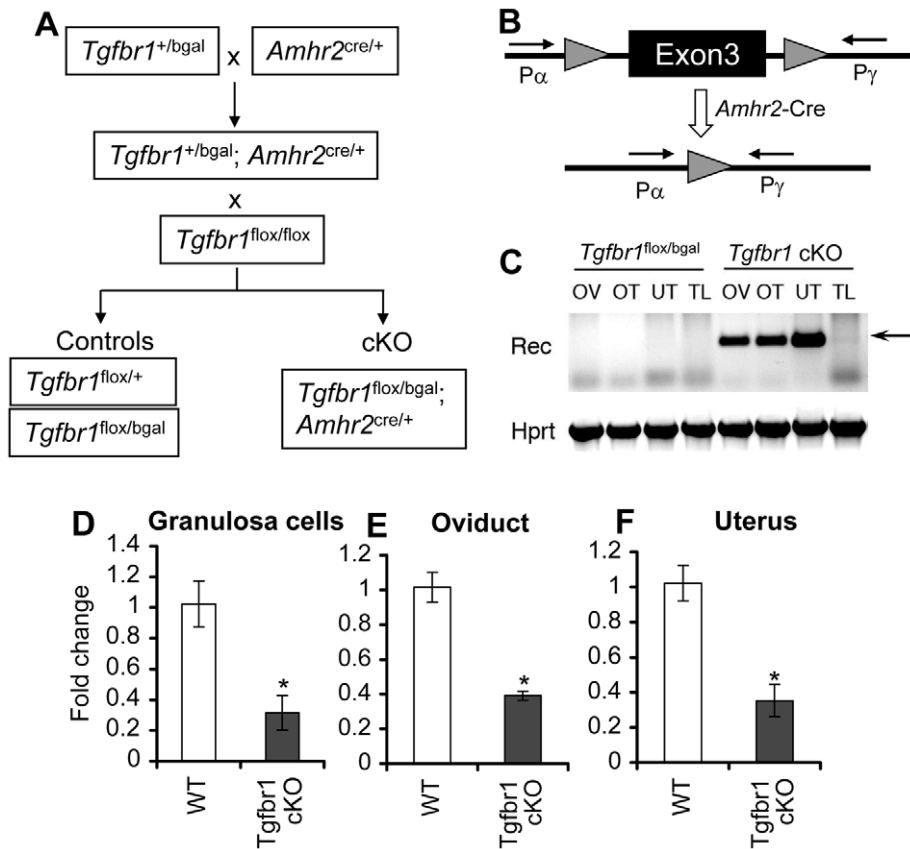 A
Tgfbr1+/bgal x Amhr2cre/+
Tgfbr1+/bgal; Amhr2cre/+
x
Tgfbr1flox/flox
Controls
Tgfbr1flox/+
Tgfbr1flox/bgal
cKO
Tgfbr1flox/bgal;
Amhr2cre/+
B
Exon3
Pα Pγ
Amhr2-Cre
Pα Pγ
C
Tgfbr1flox/bgal Tgfbr1 cKO
OV OT UT TL OV OT UT TL
Rec
Hprt
D Granulosa cells
Fold change
1.4
1.2
1
0.8
0.6
0.4
0.2
0
*
WT
Tgfbr1
cKO
E Oviduct
1.2
1
0.8
0.6
0.4
0.2
0
*
WT
Tgfbr1
cKO
F Uterus
1.2
1
0.8
0.6
0.4
0.2
0
*
WT
Tgfbr1
cKO